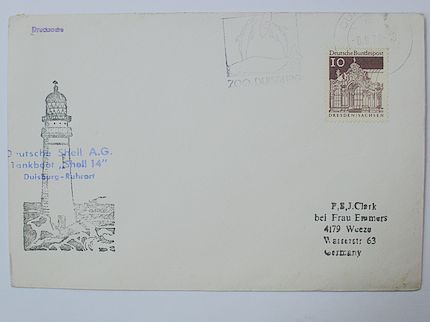 Drucksache
ZOO DUISBURG
Deutsche Bundespost
10
DRESDEN/SACHSEN
Deutsche Shell A.G.
Tankboot „Shell 14"
Duisburg-Ruhrort
F.E.J.Clark
bei Frau Emmers
4179 Weeze
Wasserstr 63
Germany